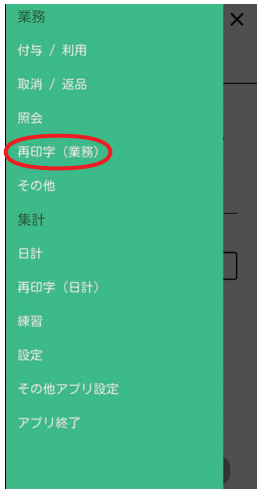 業務
付与 / 利用
取消 / 返品
照会
再印字（業務）
その他
集計
日計
再印字（日計）
練習
設定
その他アプリ設定
アプリ終了